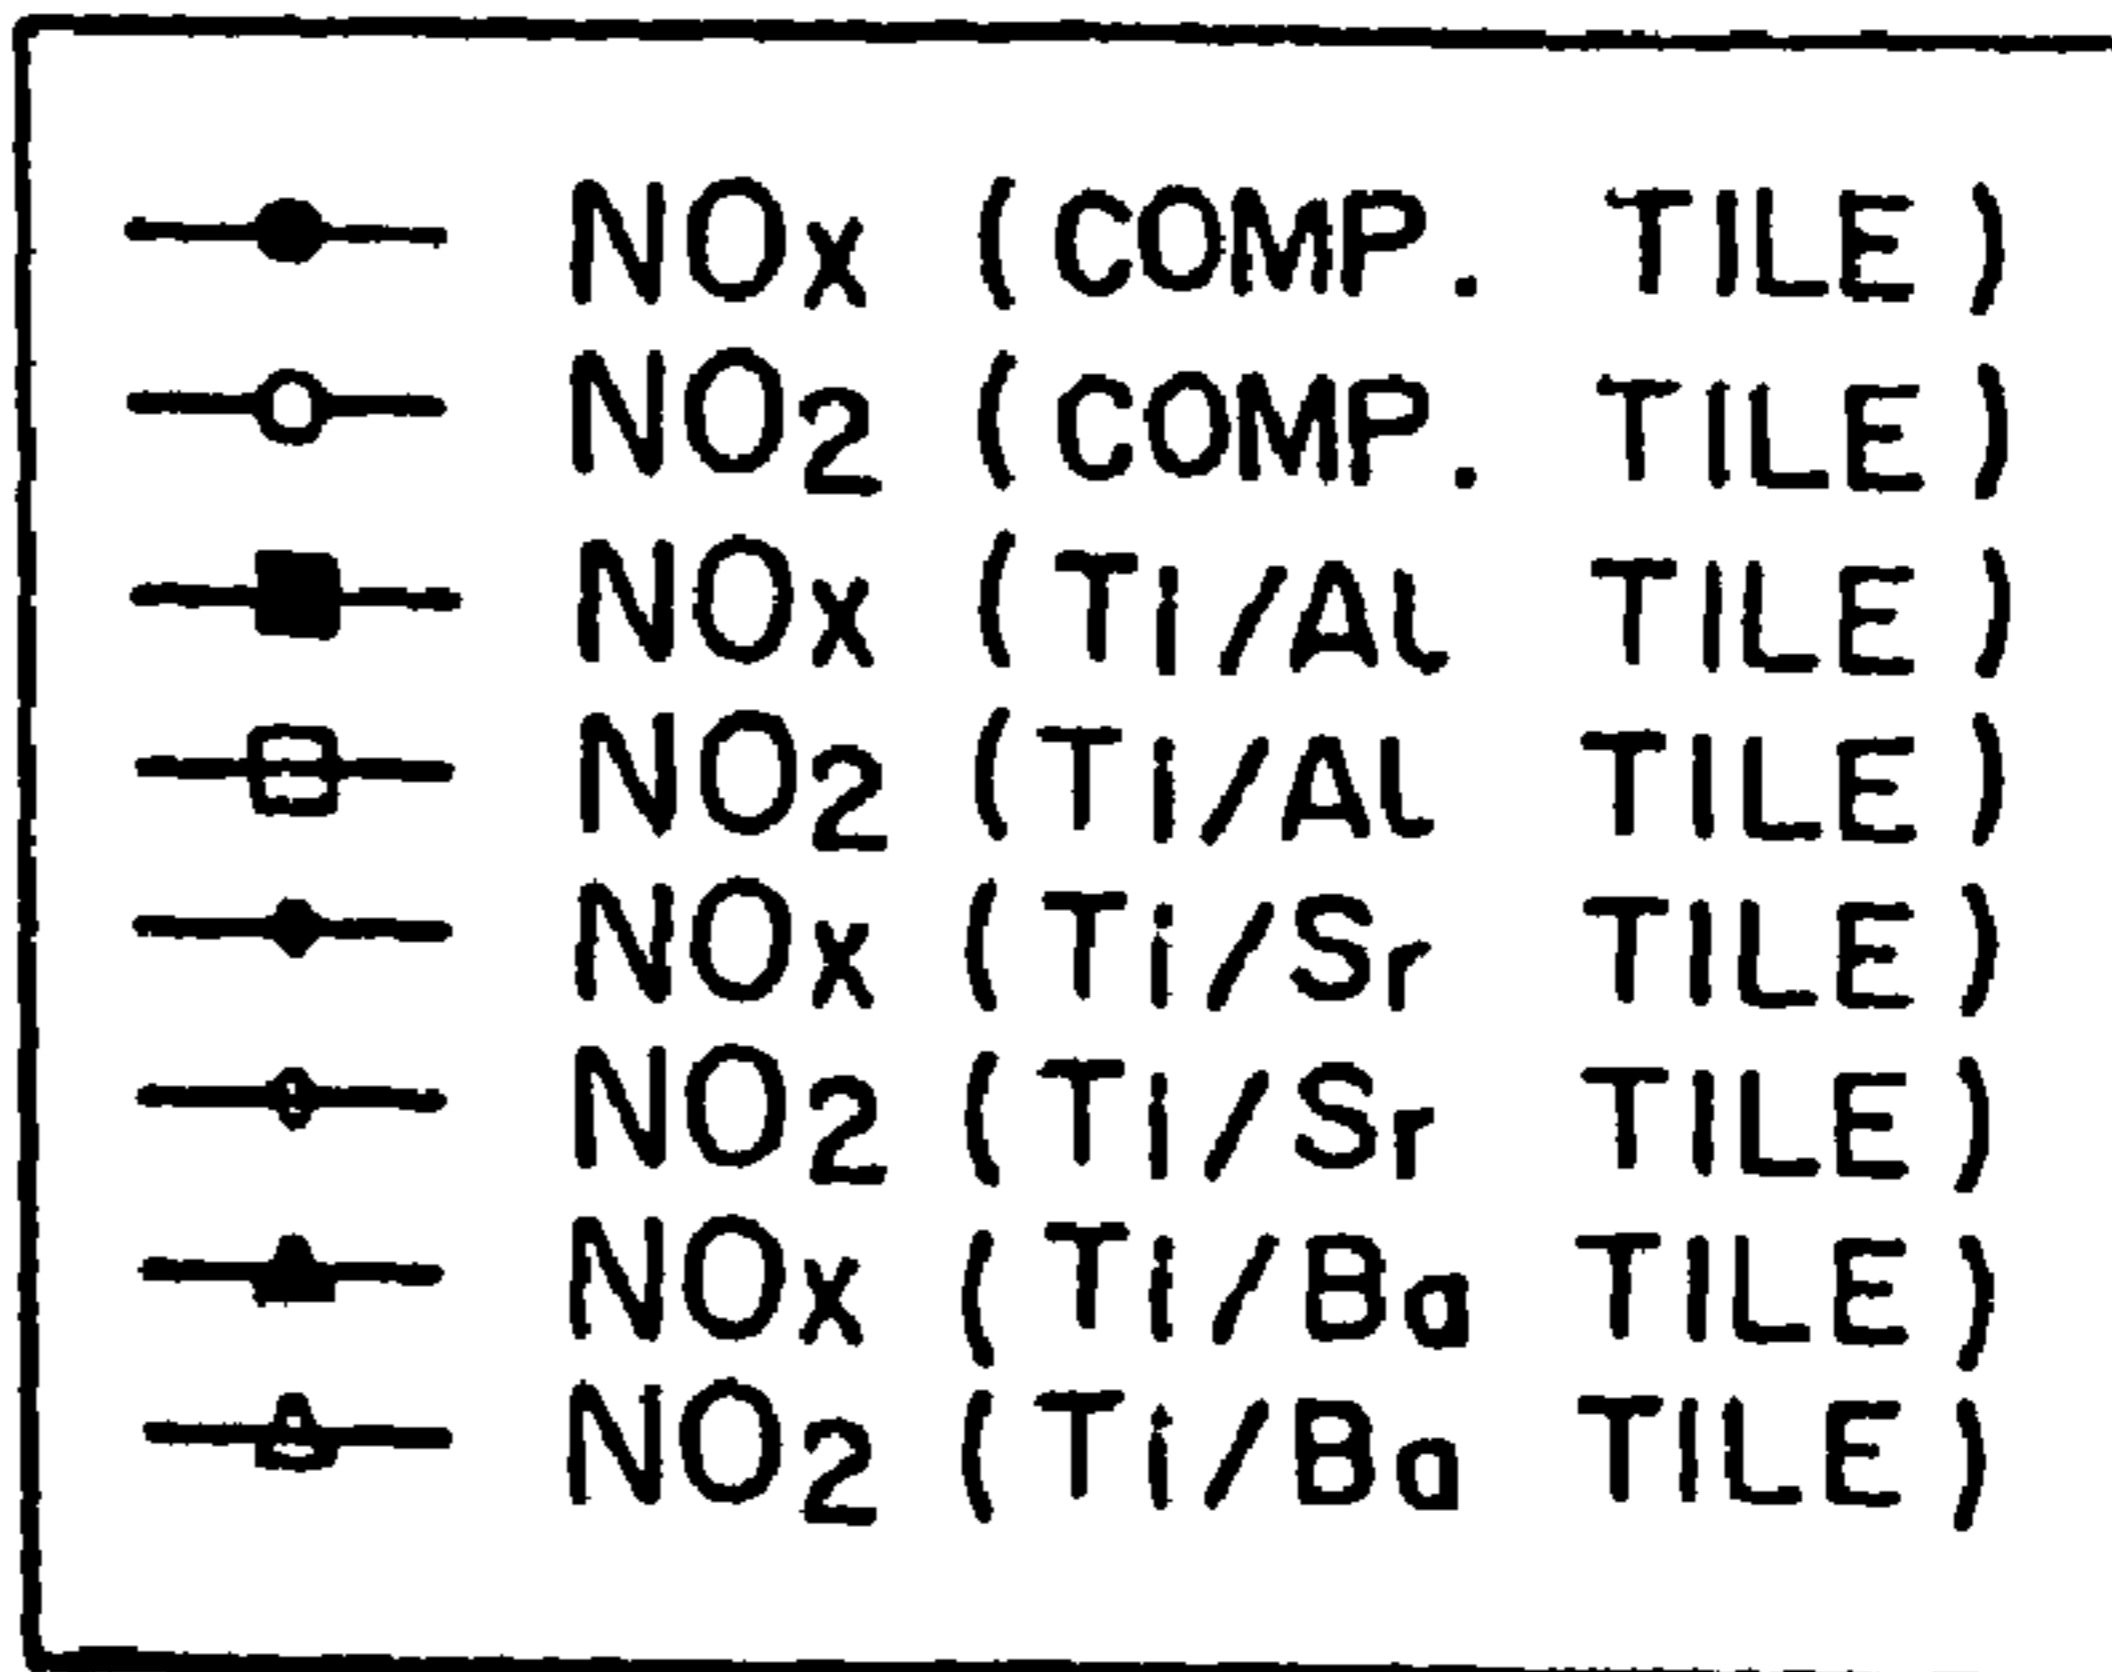 NOx (COMP. TILE)
NO2 (COMP. TILE)
NOx (Ti/Al TILE)
NO2 (Ti/Al TILE)
NOx (Ti/Sr TILE)
NO2 (Ti/Sr TILE)
NOx (Ti/Ba TILE)
NO2 (Ti/Ba TILE)